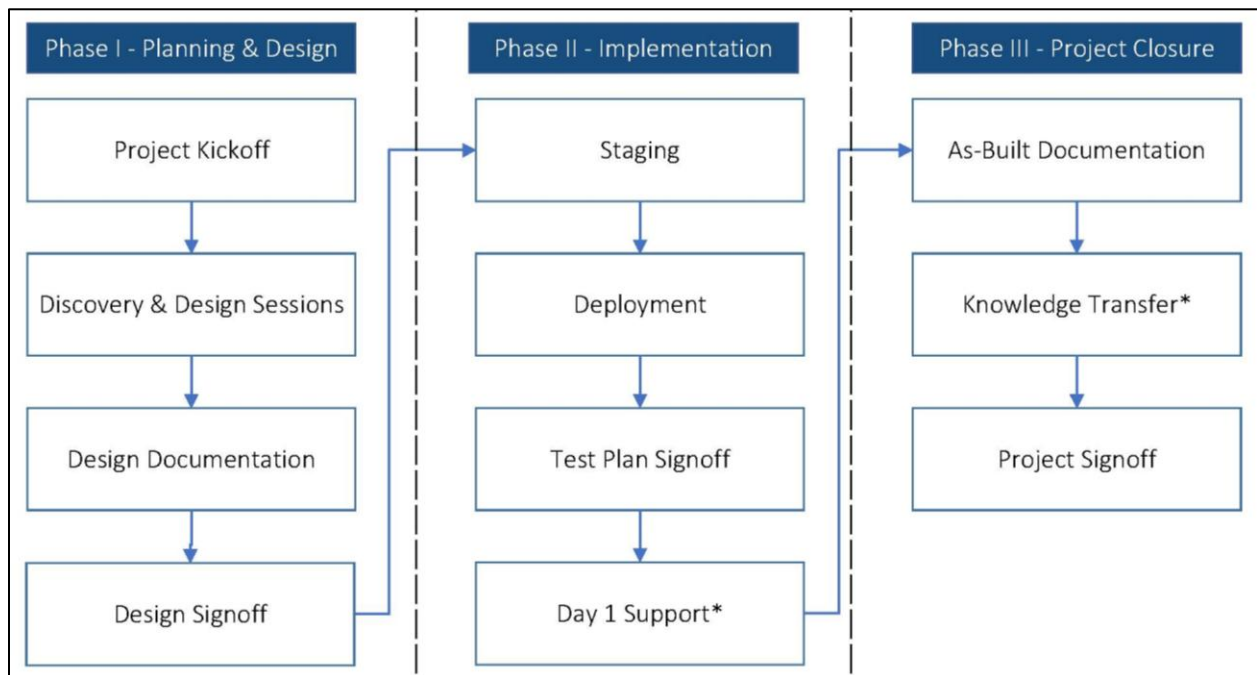 Phase I - Planning & Design
Project Kickoff
Discovery & Design Sessions
Design Documentation
Design Signoff
Phase II - Implementation
Staging
Deployment
Test Plan Signoff
Day 1 Support*
Phase III - Project Closure
As-Built Documentation
Knowledge Transfer*
Project Signoff